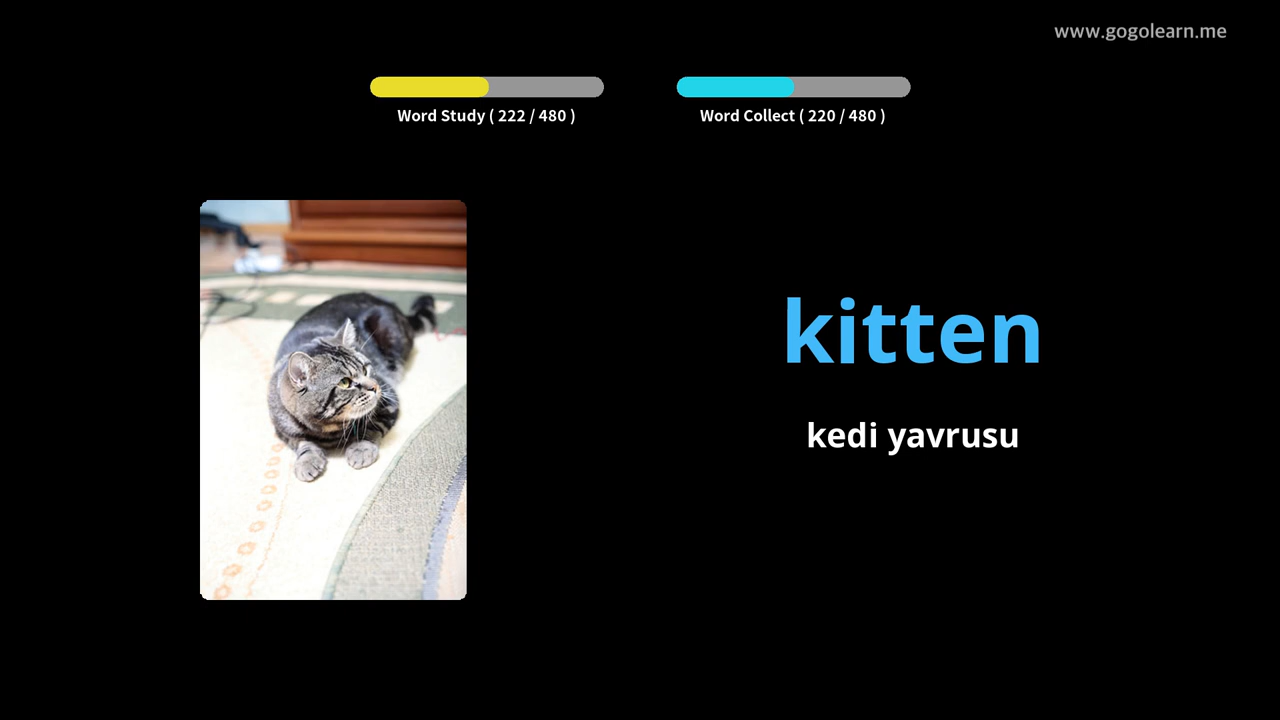 www.gogolearn.me
Word Study ( 222 / 480 )
Word Collect ( 220 / 480 )
kitten
kedi yavrusu